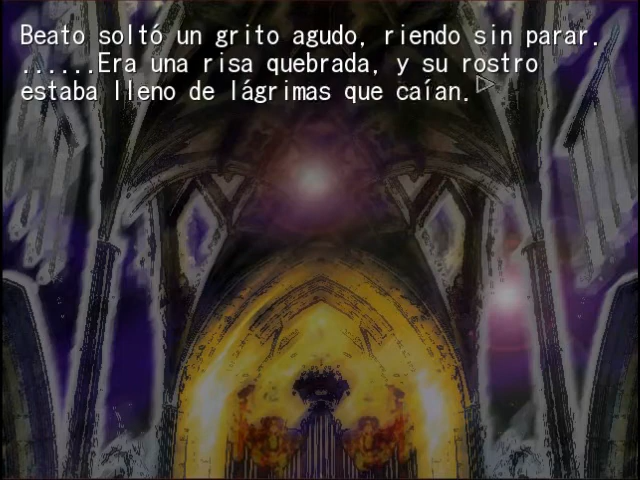 Beato soltó un grito agudo, riendo sin parar.
......Era una risa quebrada, y su rostro
estaba lleno de lágrimas que caían.